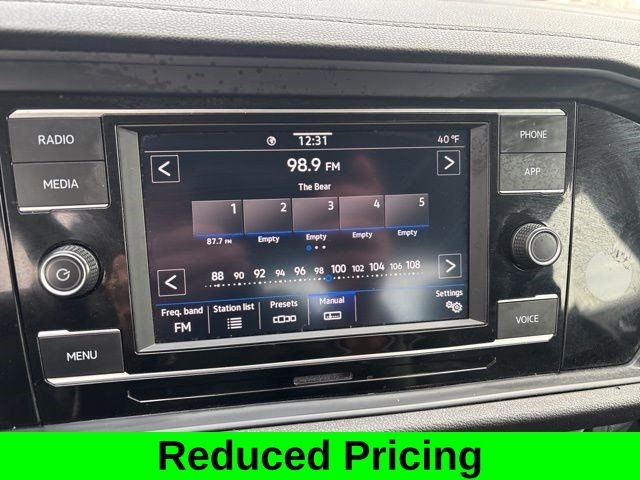 RADIO
MEDIA
MENU
PHONE
APP
VOICE
12:31
40 °F
98.9 FM
The Bear
1 2 3 4 5
87.7 FM Empty Empty Empty Empty
88 90 92 94 96 98 100 102 104 106 108
Freq. band Station list Presets Manual Settings
FM
Reduced Pricing